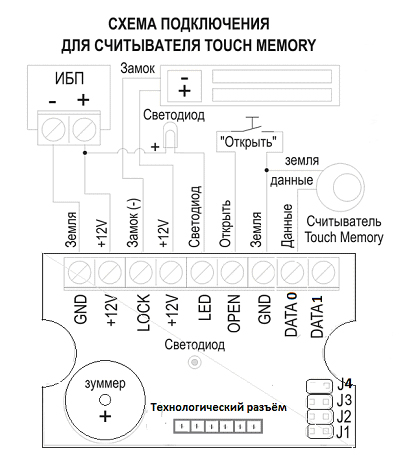 СХЕМА ПОДКЛЮЧЕНИЯ
ДЛЯ СЧИТЫВАТЕЛЯ TOUCH MEMORY
ИБП
- +
Замок
-
+
Светодиод
+
"Открыть"
земля
данные
Считыватель
Touch Memory
Земля
+12V
Замок (-)
+12V
Светодиод
Открыть
Земля
Данные
GND
+12V
LOCK
+12V
LED
OPEN
GND
DATA 0
DATA1
Светодиод
зуммер
+
Технологический разъём
J4
J3
J2
J1